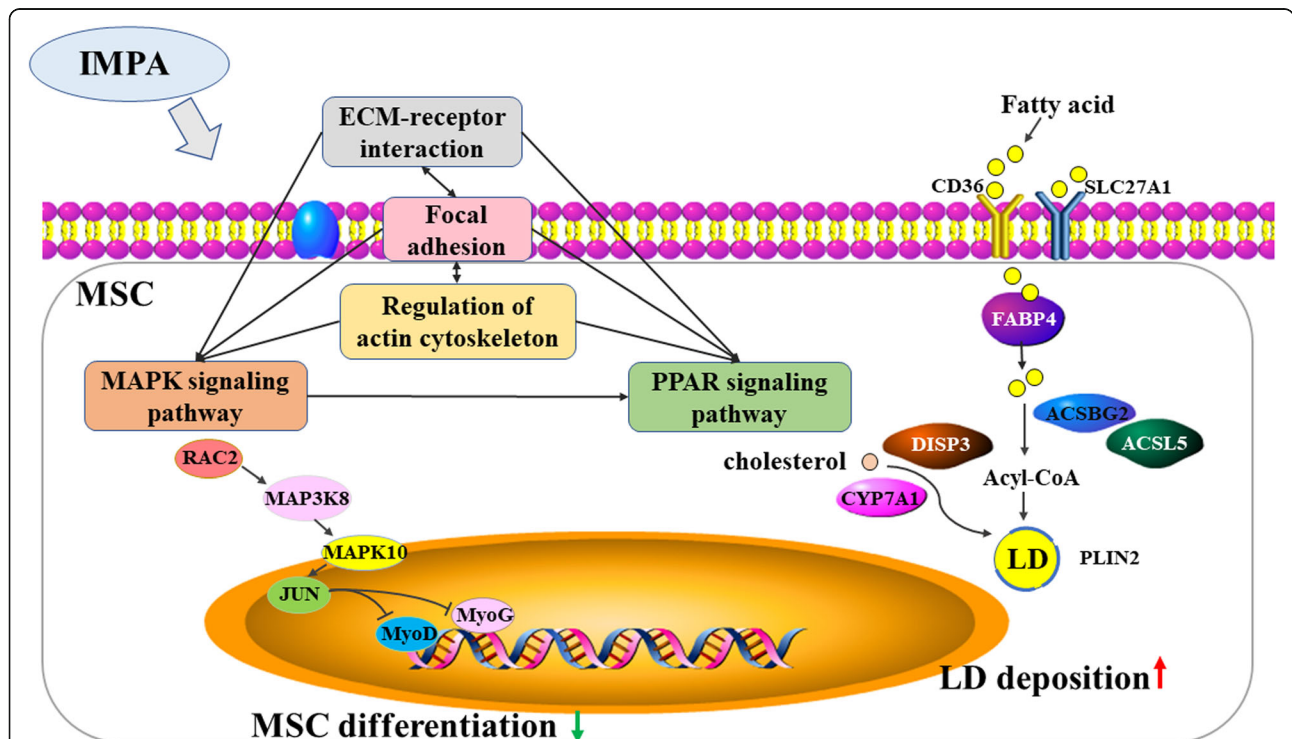 IMPA
ECM-receptor
interaction
Fatty acid
CD36
SLC27A1
Focal
adhesion
MSC
Regulation of
actin cytoskeleton
FABP4
MAPK signaling
pathway
PPAR signaling
pathway
ACSBG2
ACSL5
RAC2
DISP3
cholesterol
Acyl-CoA
MAP3K8
CYP7A1
MAPK10
LD
PLIN2
JUN
MyoG
MyoD
LD deposition
MSC differentiation